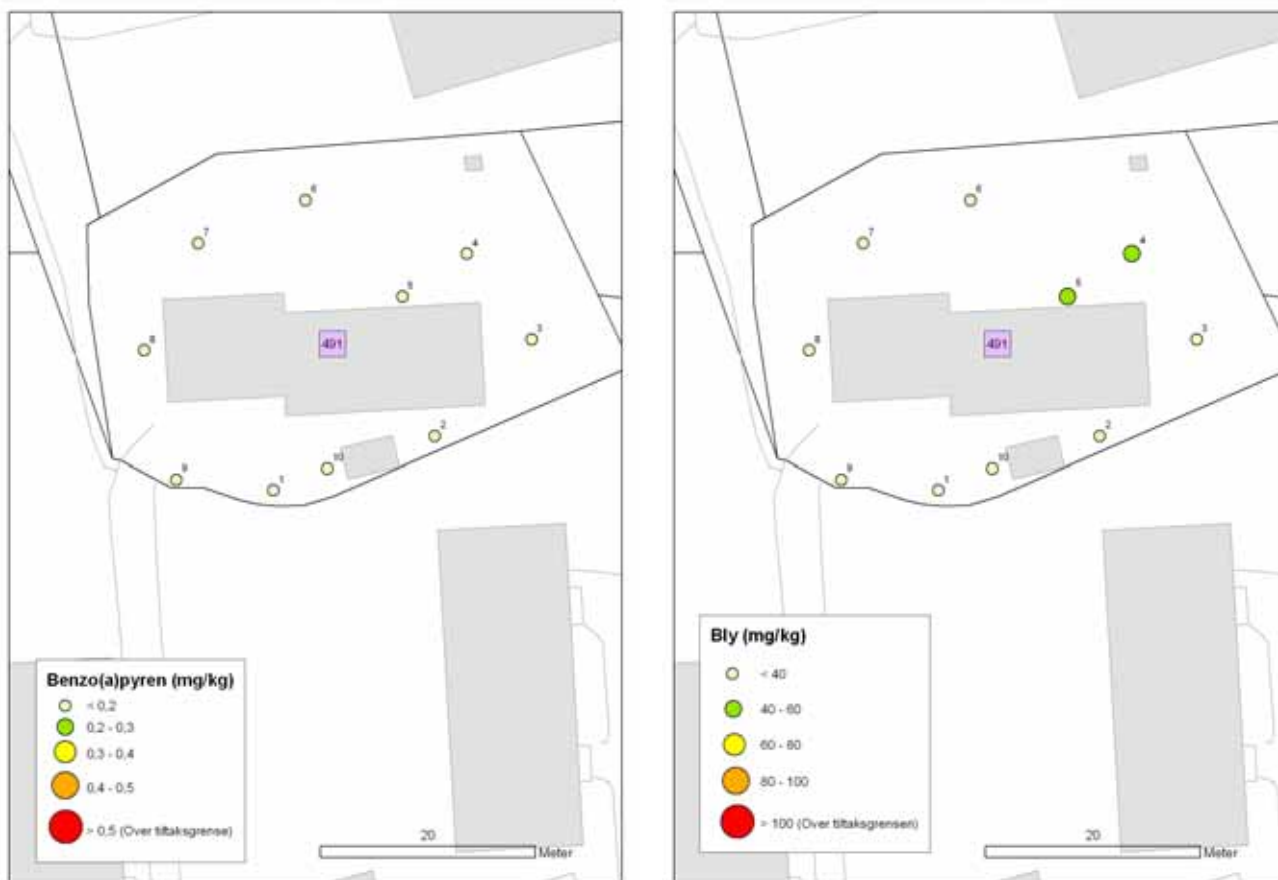 6
7
4
5
8
491
3
2
10
9
1
Benzo(a)pyren (mg/kg)
< 0,2
0,2 - 0,3
0,3 - 0,4
0,4 - 0,5
> 0,5 (Over tiltaksgrense)
20
Meter
6
7
4
5
8
491
3
2
10
9
1
Bly (mg/kg)
< 40
40 - 60
60 - 80
80 - 100
> 100 (Over tiltaksgrensen)
20
Meter